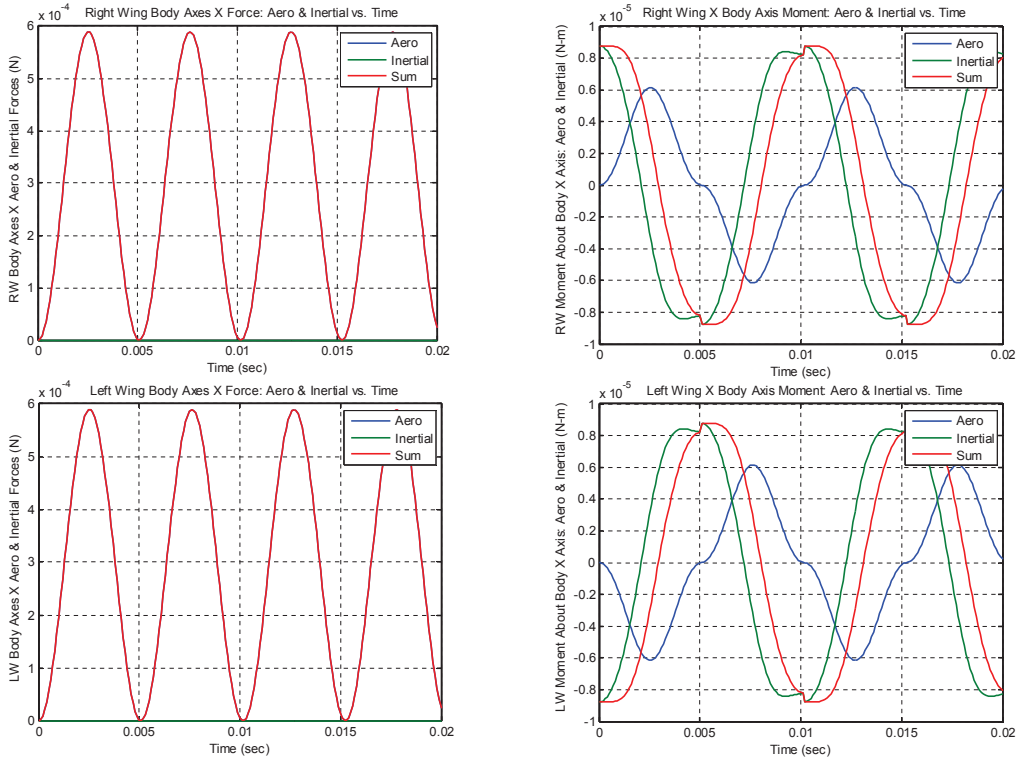 Right Wing Body Axes X Force: Aero & Inertial vs. Time
x 10-4
RW Body Axes X Aero & Inertial Forces (N)
6
5
4
3
2
1
0
0 0.005 0.01 0.015 0.02
Time (sec)
Aero
Inertial
Sum
Right Wing X Body Axis Moment: Aero & Inertial vs. Time
x 10-5
RW Moment About Body X Axis: Aero & Inertial (N-m)
1
0.8
0.6
0.4
0.2
0
-0.2
-0.4
-0.6
-0.8
-1
0 0.005 0.01 0.015 0.02
Time (sec)
Aero
Inertial
Sum
Left Wing Body Axes X Force: Aero & Inertial vs. Time
x 10-4
LW Body Axes X Aero & Inertial Forces (N)
6
5
4
3
2
1
0
0 0.005 0.01 0.015 0.02
Time (sec)
Aero
Inertial
Sum
Left Wing X Body Axis Moment: Aero & Inertial vs. Time
x 10-5
LW Moment About Body X Axis: Aero & Inertial (N-m)
1
0.8
0.6
0.4
0.2
0
-0.2
-0.4
-0.6
-0.8
-1
0 0.005 0.01 0.015 0.02
Time (sec)
Aero
Inertial
Sum